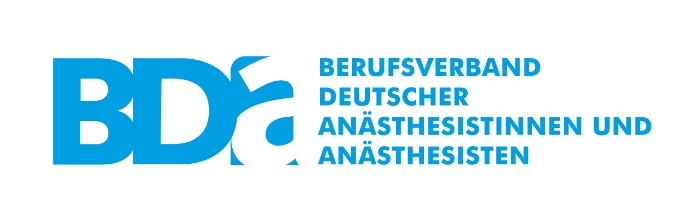 BDa
BERUFSVERBAND
DEUTSCHER
ANÄSTHESISTINNEN UND
ANÄSTHESISTEN